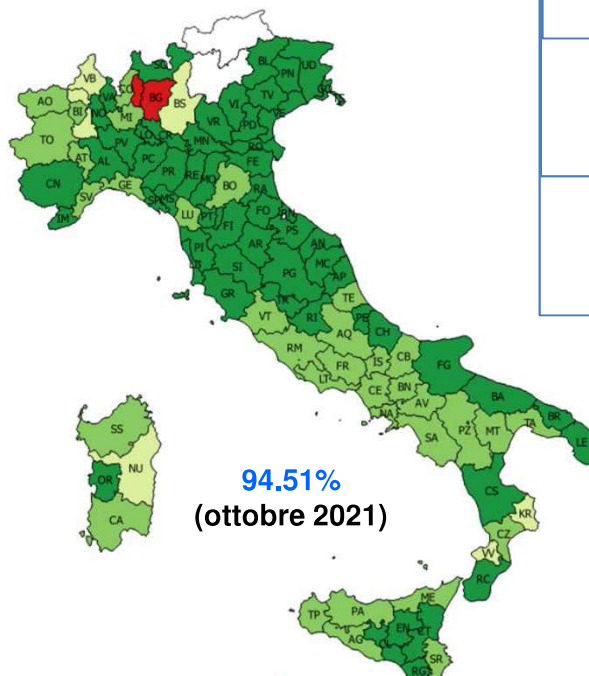 BL
UD
PN
SO
VB
TV
AO
CO
BG
BS
VI
VA
BI
NO
MI
VR
PD
TO
PV
LO
CR
MN
RO
AT
AL
PC
FE
PR
RE
MO
CN
GE
BO
RA
SV
SP
MS
FO
LU
PT
RN
IM
FI
PS
PI
AR
AN
SI
MC
PG
AP
GR
TE
TR
VT
RI
PE
AQ
CH
RM
IS
CB
FR
FG
LT
CE
BN
BA
NA
AV
BR
SS
SA
PZ
MT
TA
LE
NU
OR
94.51%
CS
(ottobre 2021)
KR
CA
CZ
VV
RC
ME
TP
PA
EN
CT
AG
SR
RG